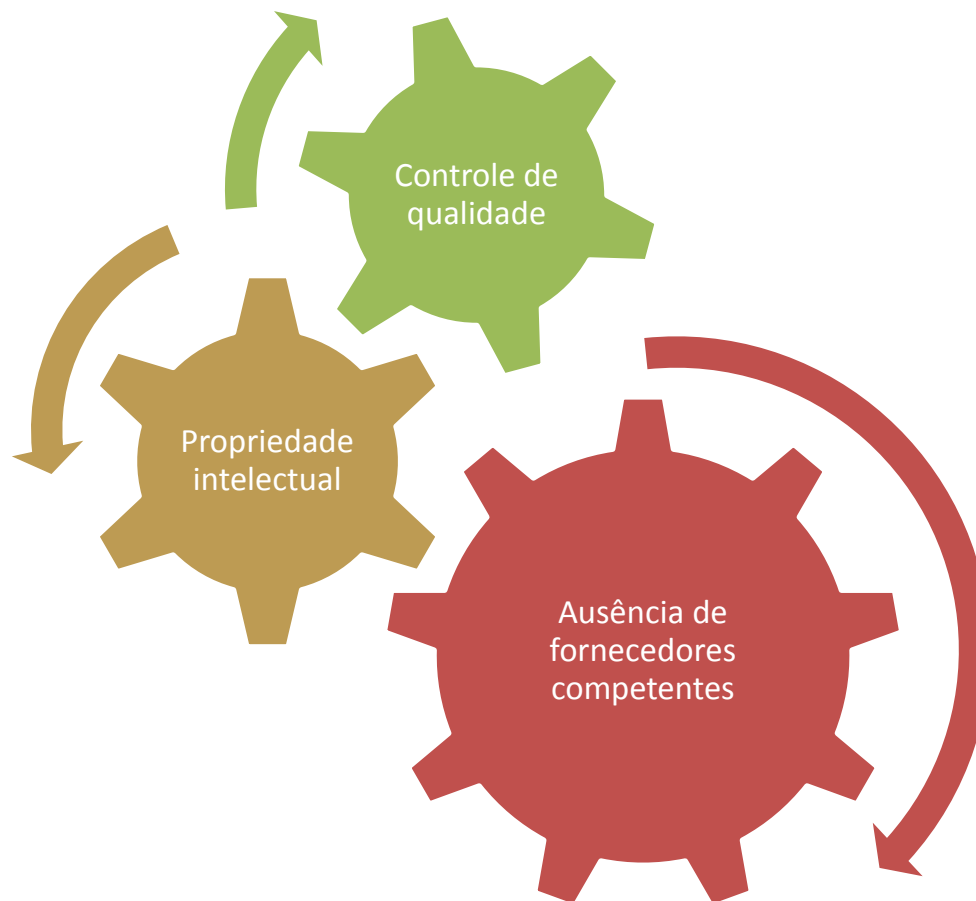 Controle de
qualidade
Propriedade
intelectual
Ausência de
fornecedores
competentes